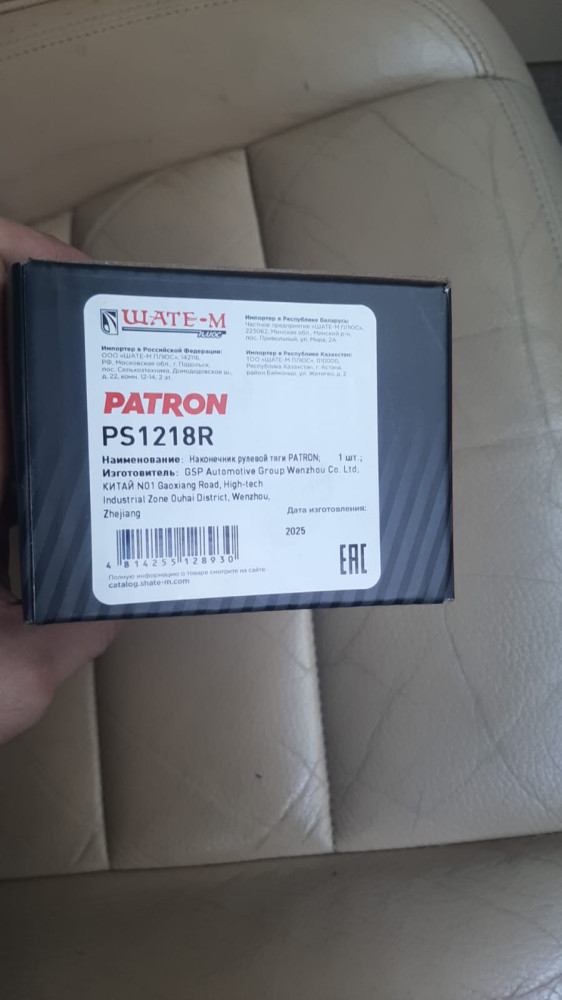 ШАТЕ-М
ПЛЮС
Импортер в Российской Федерации:
ООО «ШАТЕ-М ПЛЮС», 142116,
РФ, Московская обл., г. Подольск,
пос. Сельхозтехника, Домодедовское ш.,
д. 22, комн. 12-14, 2 эт.
Импортер в Республике Беларусь:
Частное предприятие «ШАТЕ-М ПЛЮС»,
223062, Минская обл., Минский р-н,
пос. Привольный, ул. Мира, 2А
Импортер в Республике Казахстан:
ТОО «ШАТЕ-М ПЛЮС», 010000,
Республика Казахстан, г. Астана,
район Байконыр, ул. Жителау, д. 2
PATRON
PS1218R
Наименование: Наконечник рулевой тяги PATRON; 1 шт.;
Изготовитель: GSP Automotive Group Wenzhou Co. Ltd;
КИТАЙ NO1 Gaoxiang Road, High-tech
Industrial Zone Ouhai District, Wenzhou,
Zhejiang
Дата изготовления:
2025
4 814255 128930
EAC
Полную информацию о товаре смотрите на сайте
catalog.shate-m.com